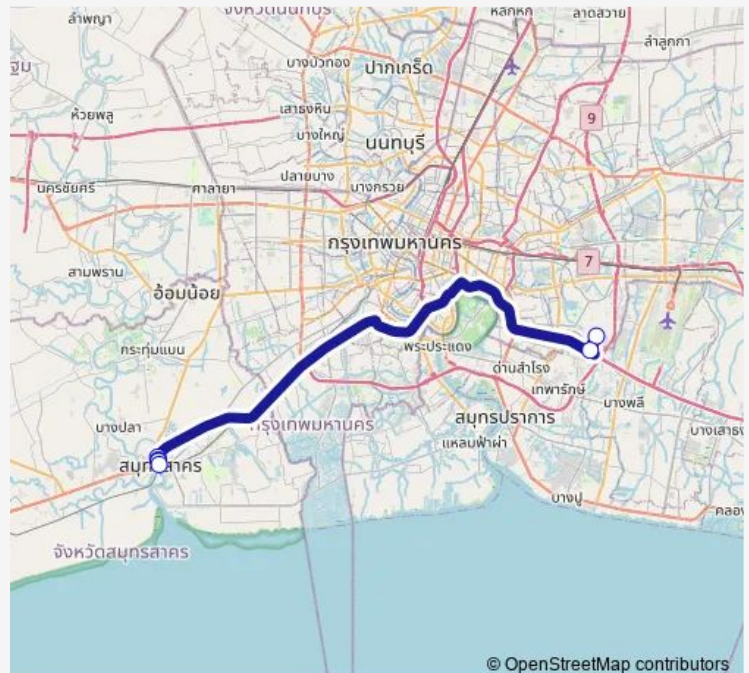 ลำพญา
จังหวัดนนทบุรี
หลักหก
ลาดสวาย
ลำลูกกา
บางบัวทอง
ปากเกร็ด
ห้วยพลู
เสาธงหิน
9
บางใหญ่
นนทบุรี
ปลายบาง
นครชัยศรี
ศาลายา
บางกรวย
กรุงเทพมหานคร
7
สามพราน
อ้อมน้อย
กระทุ่มแบน
พระประแดง
ด่านสำโรง
เทพารักษ์
บางพลี
บางปลา
กรุงเทพมหานคร
สมุทรปราการ
แหลมฟ้าผ่า
สมุทรสาคร
บางปู
จังหวัดสมุทรสาคร
© OpenStreetMap contributors